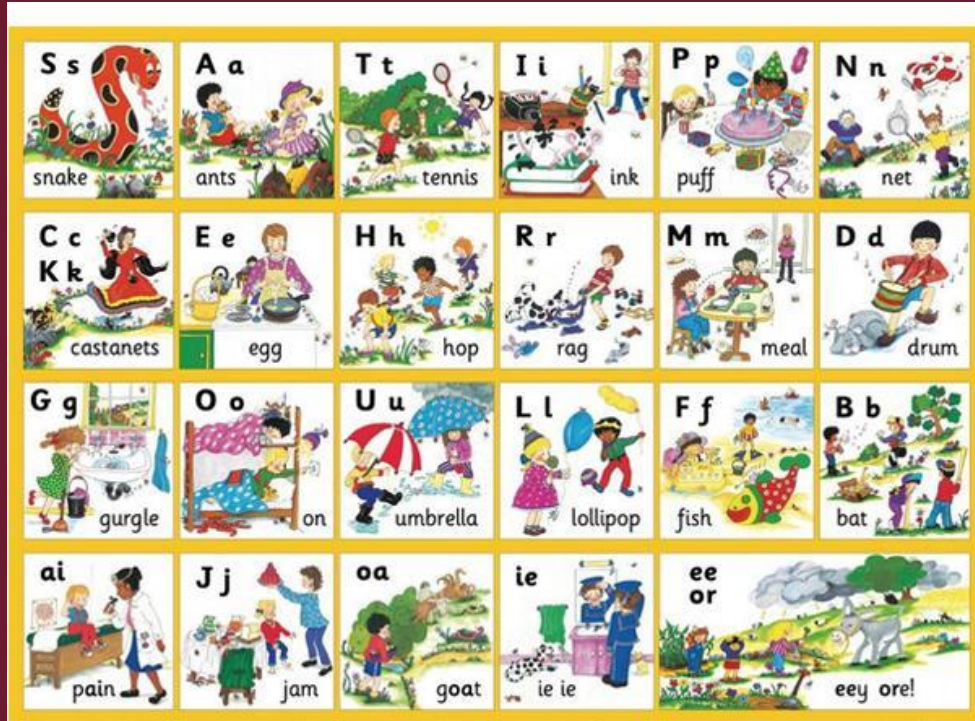 S s
snake
A a
ants
T t
tennis
I i
ink
P p
puff
N n
net
C c
K k
castanets
E e
egg
H h
hop
R r
rag
M m
meal
D d
drum
G g
gurgle
O o
on
U u
umbrella
L l
lollipop
F f
fish
B b
bat
ai
pain
J j
jam
oa
goat
ie
ie ie
ee
or
eey ore!